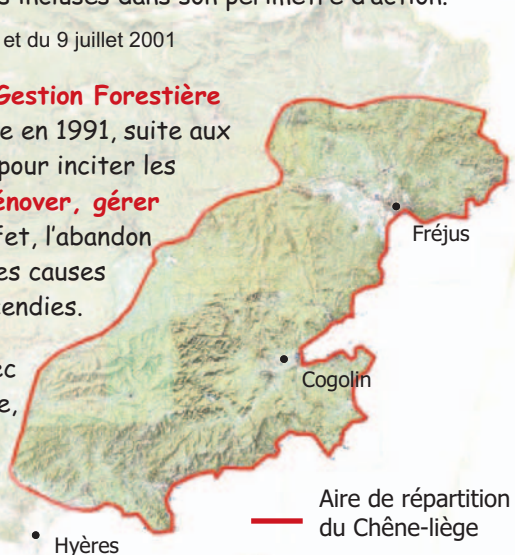 s incluses dans son périmètre d'action.
et du 9 juillet 2001
Gestion Forestière
e en 1991, suite aux
pour inciter les
énover, gérer
fet, l'abandon
es causes
endies.
ec
e,
Fréjus
Cogolin
Hyères
Aire de répartition
du Chêne-liège